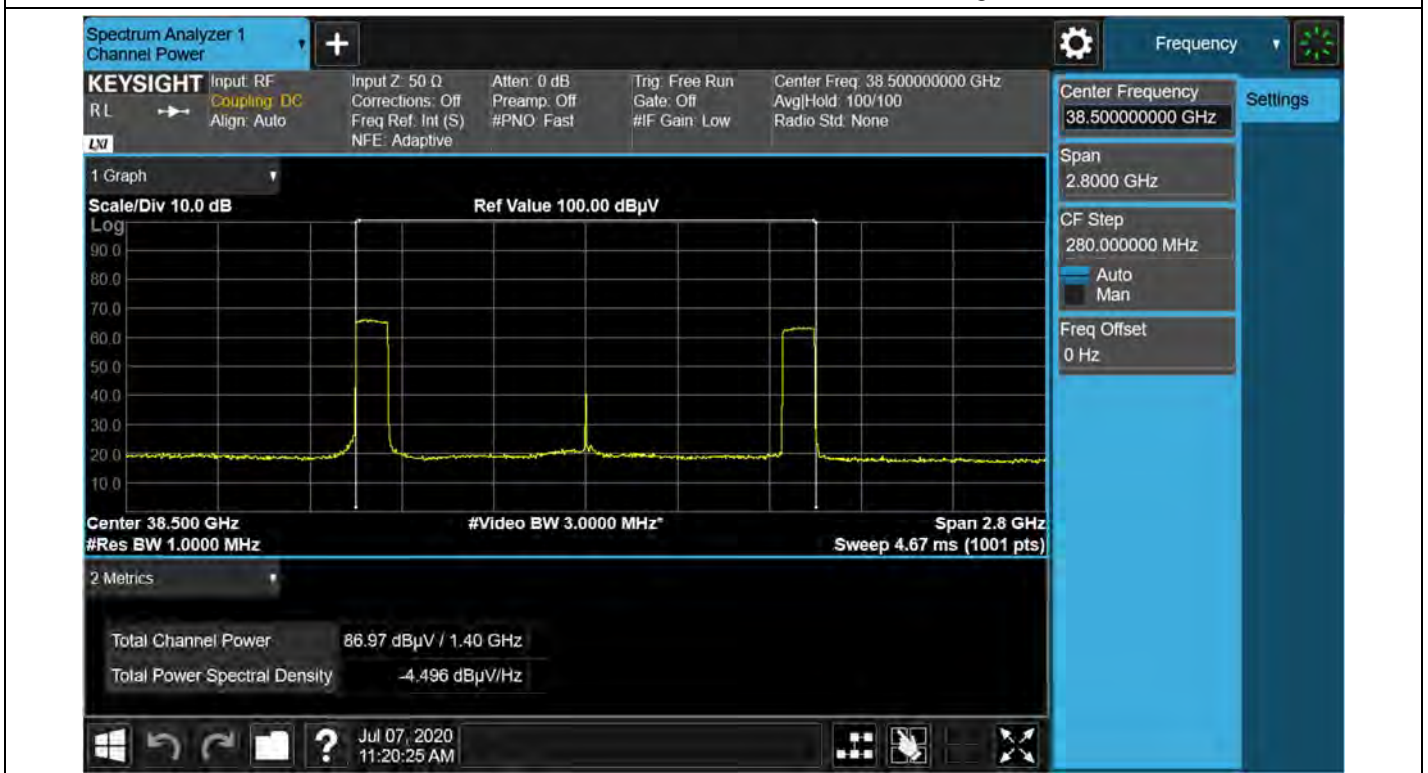 Spectrum Analyzer 1
Channel Power
+
Frequency
KEYSIGHT
RL
LXI
Input: RF
Coupling: DC
Align: Auto
Input Z: 50 Ω
Corrections: Off
Freq Ref: Int (S)
NFE: Adaptive
Atten: 0 dB
Preamp: Off
#PNO: Fast
Trig: Free Run
Gate: Off
#IF Gain: Low
Center Freq: 38.500000000 GHz
Avg|Hold: 100/100
Radio Std: None
Center Frequency
38.500000000 GHz
Settings
Span
2.8000 GHz
CF Step
280.000000 MHz
Auto
Man
Freq Offset
0 Hz
1 Graph
Scale/Div 10.0 dB
Ref Value 100.00 dBµV
Log
90.0
80.0
70.0
60.0
50.0
40.0
30.0
20.0
10.0
Center 38.500 GHz
#Video BW 3.0000 MHz*
Span 2.8 GHz
#Res BW 1.0000 MHz
Sweep 4.67 ms (1001 pts)
2 Metrics
Total Channel Power 86.97 dBµV / 1.40 GHz
Total Power Spectral Density -4.496 dBµV/Hz
?
Jul 07, 2020
11:20:25 AM